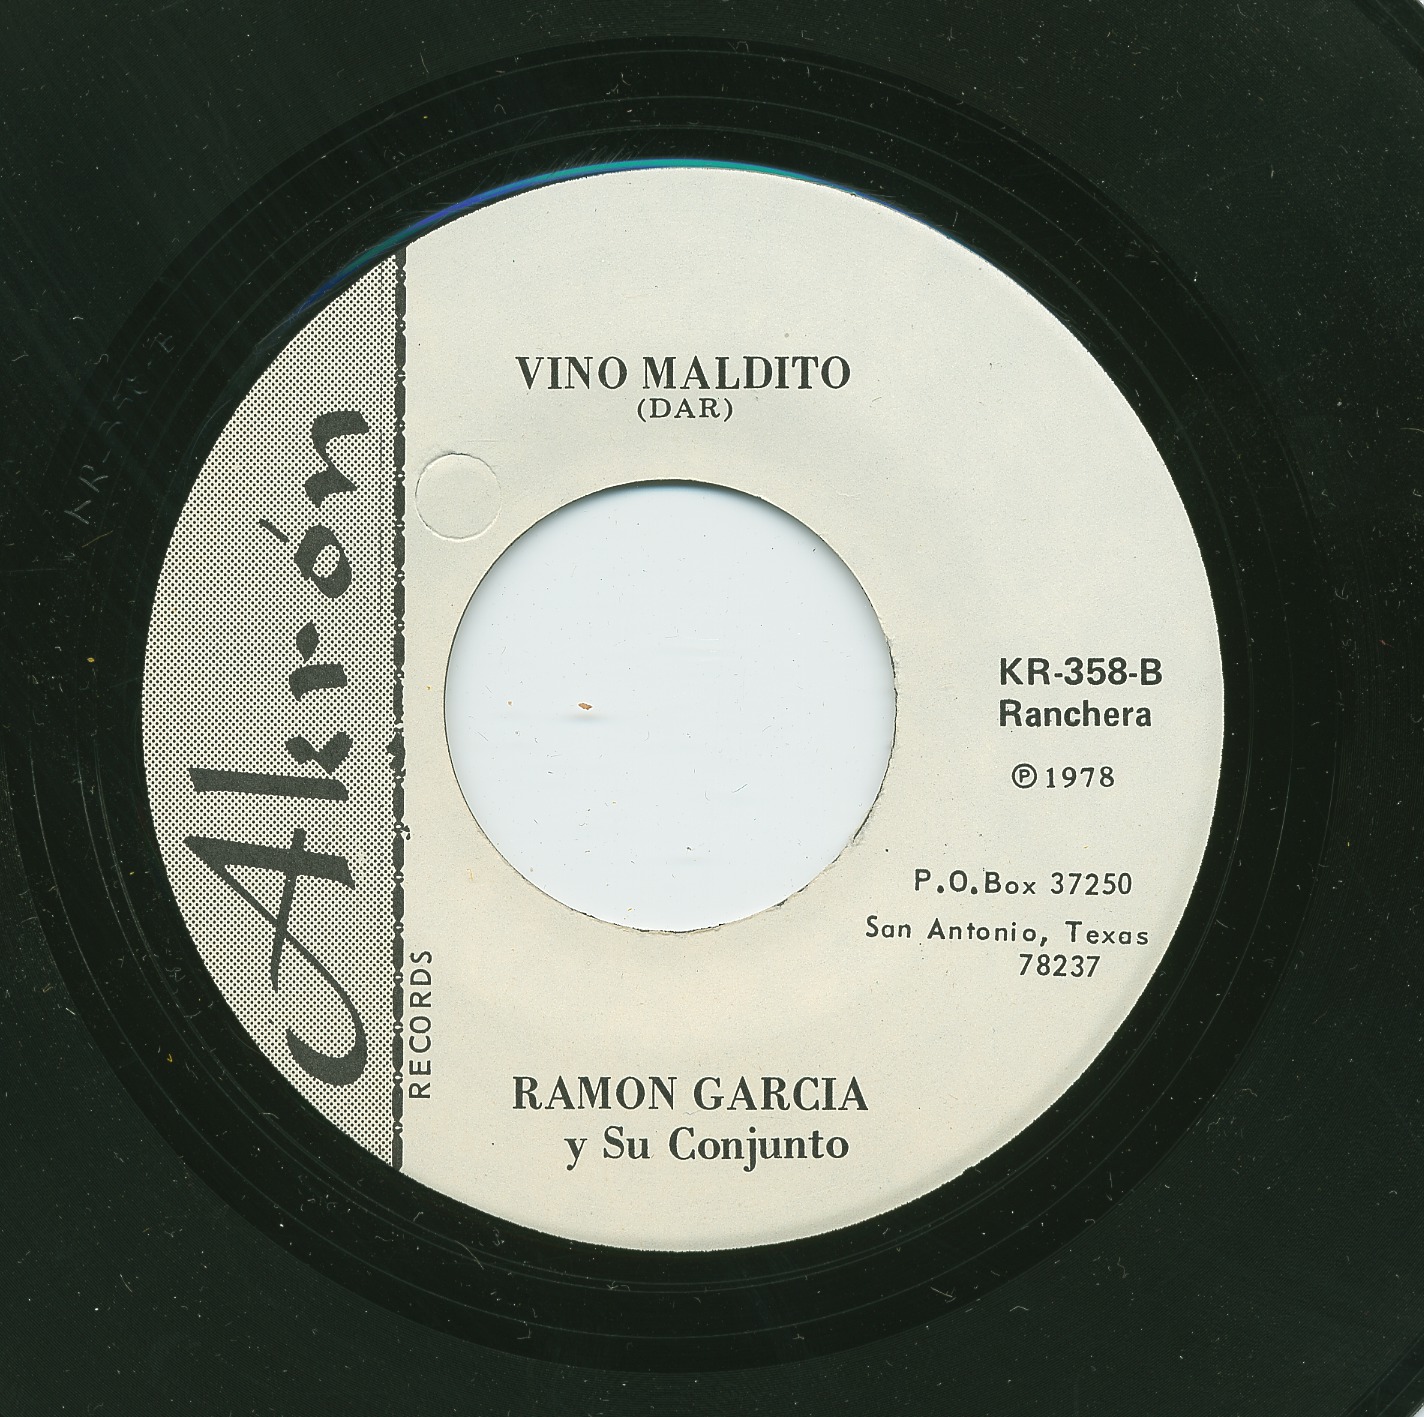 VINO MALDITO
(DAR)
Akrón
RECORDS
KR-358-B
Ranchera
℗ 1978
P.O.Box 37250
San Antonio, Texas
78237
RAMON GARCIA
y Su Conjunto